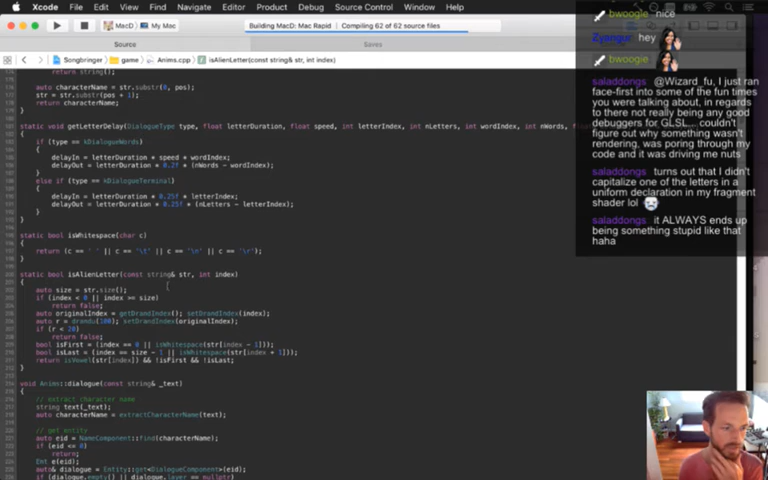 Xcode File Edit View Find Navigate Editor Product Debug Source Control Window Help
MacD My Mac
Building MacD: Mac Rapid | Compiling 62 of 62 source files
Source
Saves
Songbringer game Anims.cpp isAlienLetter(const string& str, int index)
return string();
auto characterName = str.substr(0, pos);
str = str.substr(pos + 1);
return characterName;
}
static void getLetterDelay(DialogueType type, float letterDuration, float speed, int letterIndex, int nLetters, int wordIndex, int nWords,
{
if (type == kDialogueWords)
{
delayIn = letterDuration * speed * wordIndex;
delayOut = letterDuration * 0.2f * (nWords - wordIndex);
}
else if (type == kDialogueTerminal)
{
delayIn = letterDuration * 0.25f * letterIndex;
delayOut = letterDuration * 0.25f * (nLetters - letterIndex);
}
}
static bool isWhitespace(char c)
{
return (c == ' ' || c == '\t' || c == '\n' || c == '\r');
}
static bool isAlienLetter(const string& str, int index)
{
auto size = str.size();
if (index < 0 || index >= size)
return false;
auto originalIndex = getDrandIndex(); setDrandIndex(index);
auto r = drandu(100); setDrandIndex(originalIndex);
if (r < 20)
return false;
bool isFirst = (index == 0 || isWhitespace(str[index - 1]));
bool isLast = (index == size - 1 || isWhitespace(str[index + 1]));
return isVowel(str[index]) && !isFirst && !isLast;
}
void Anims::dialogue(const string& _text)
{
// extract character name
string text(_text);
auto characterName = extractCharacterName(text);
// get entity
auto eid = NameComponent::find(characterName);
if (eid <= 0)
return;
Ent e(eid);
auto& dialogue = Entity::get<DialogueComponent>(eid);
if (dialogue.empty() || dialogue.layer == nullptr)
bwoogie nice
hey
bwoogie
saladdongs @Wizard_fu, I just ran
face-first into some of the fun times
you were talking about, in regards
to there not really being any good
debuggers for GLSL... couldn't
figure out why something wasn't
rendering, was poring through my
code and it was driving me nuts
saladdongs turns out that I didn't
capitalize one of the letters in a
uniform declaration in my fragment
shader lol
saladdongs it ALWAYS ends up
being something stupid like that
haha